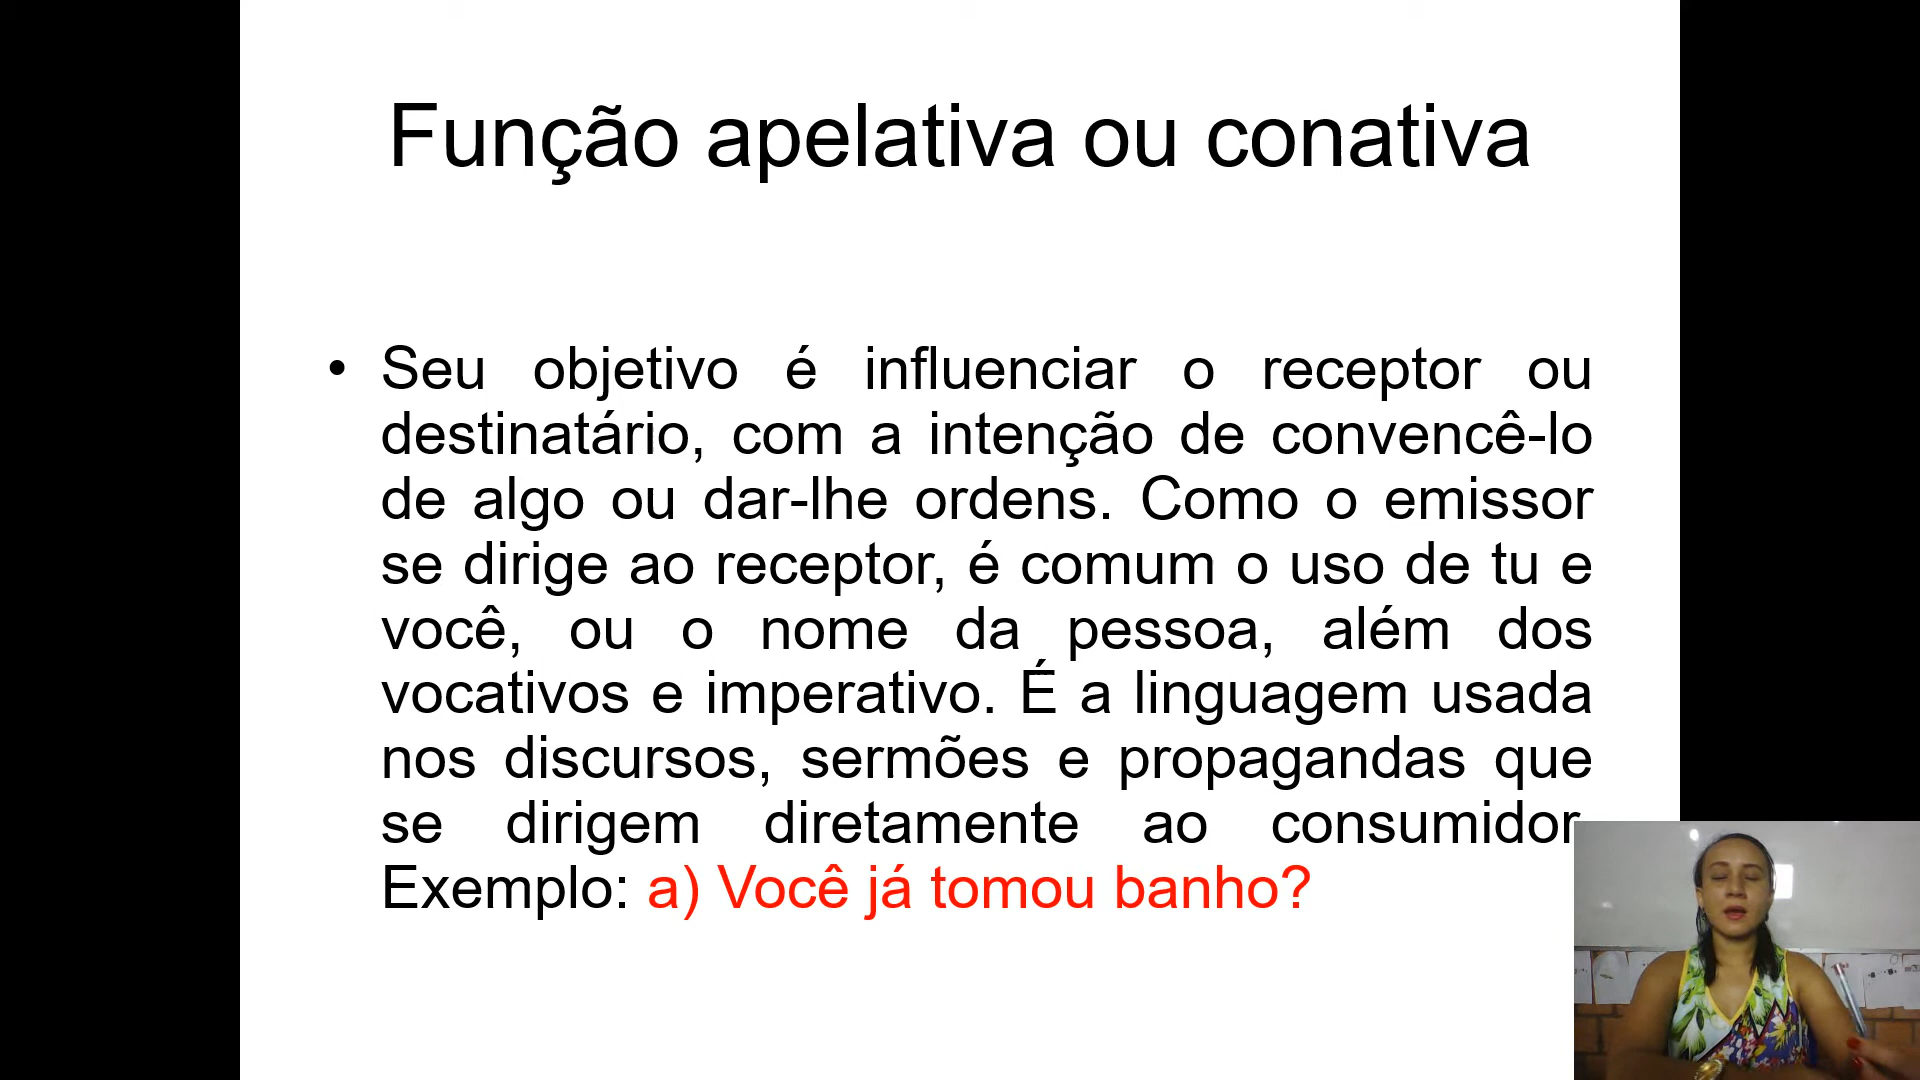 Função apelativa ou conativa
• Seu objetivo é influenciar o receptor ou
destinatário, com a intenção de convencê-lo
de algo ou dar-lhe ordens. Como o emissor
se dirige ao receptor, é comum o uso de tu e
você, ou o nome da pessoa, além dos
vocativos e imperativo. É a linguagem usada
nos discursos, sermões e propagandas que
se dirigem diretamente ao consumidor.
Exemplo: a) Você já tomou banho?